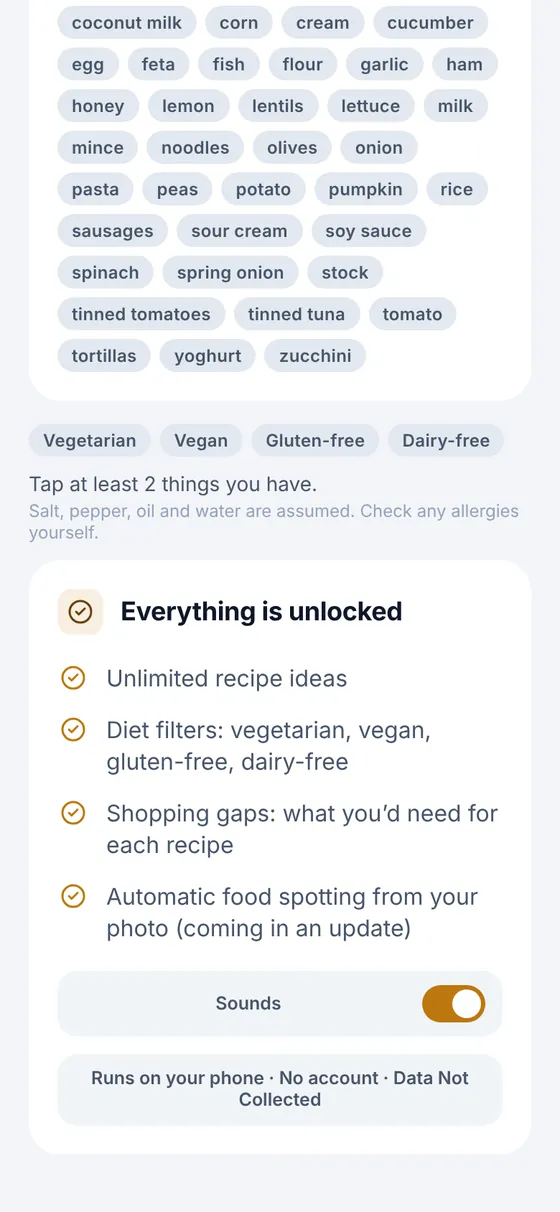 coconut milk corn cream cucumber
egg feta fish flour garlic ham
honey lemon lentils lettuce milk
mince noodles olives onion
pasta peas potato pumpkin rice
sausages sour cream soy sauce
spinach spring onion stock
tinned tomatoes tinned tuna tomato
tortillas yoghurt zucchini
Vegetarian Vegan Gluten-free Dairy-free
Tap at least 2 things you have.
Salt, pepper, oil and water are assumed. Check any allergies
yourself.
Everything is unlocked
Unlimited recipe ideas
Diet filters: vegetarian, vegan,
gluten-free, dairy-free
Shopping gaps: what you’d need for
each recipe
Automatic food spotting from your
photo (coming in an update)
Sounds
Runs on your phone · No account · Data Not
Collected